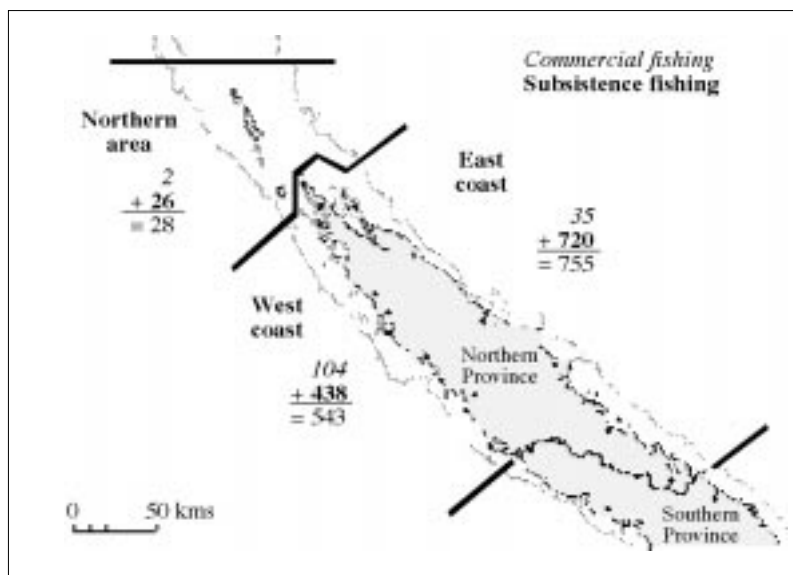 Commercial fishing
Subsistence fishing
Northern
area
2
+ 26
= 28
East
coast
35
+ 720
= 755
West
coast
104
+ 438
= 543
Northern
Province
Southern
Province
0 50 kms